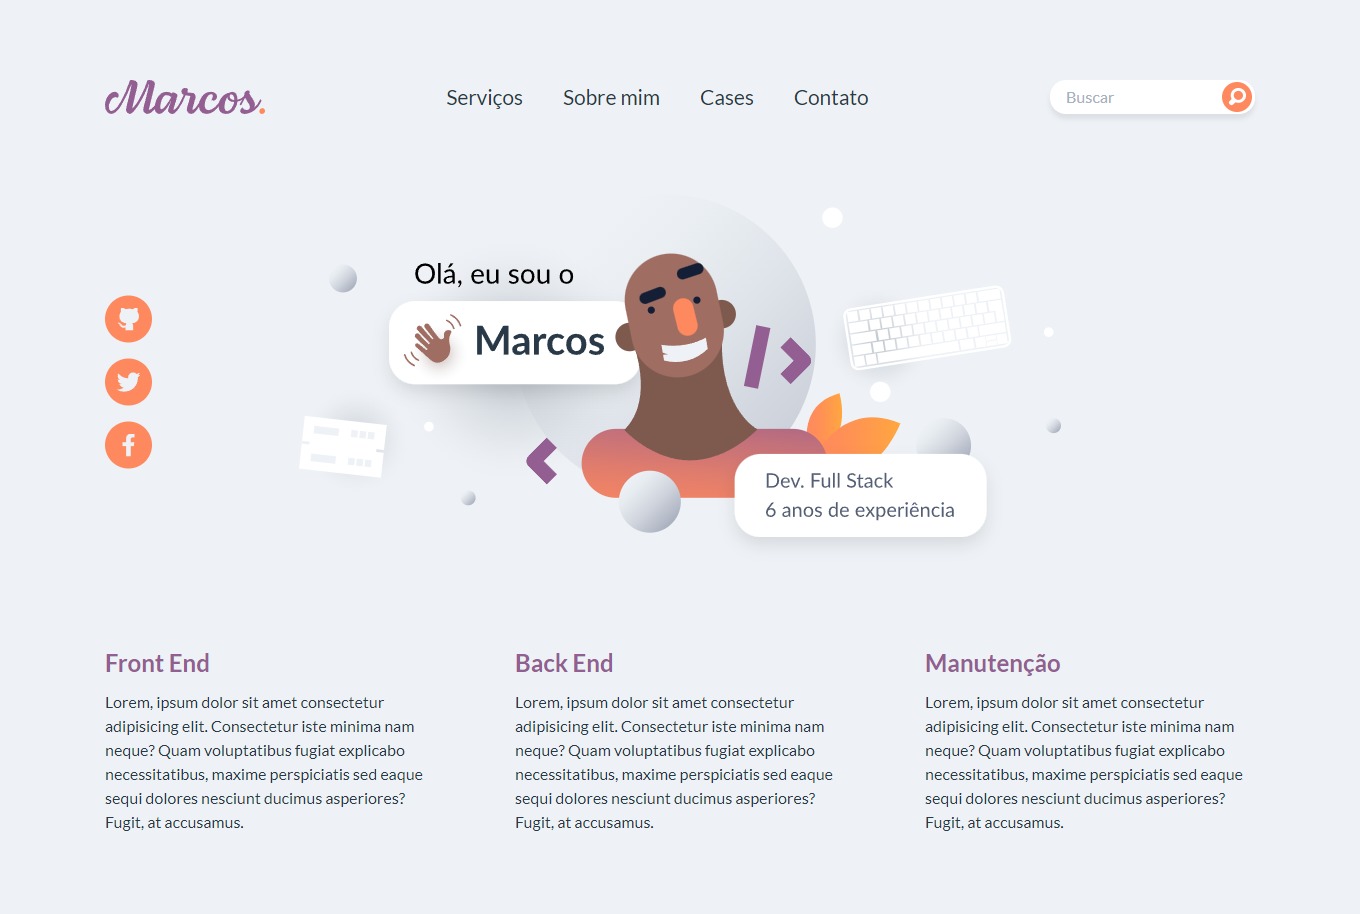 Marcos.
Serviços
Sobre mim
Cases
Contato
Buscar
Olá, eu sou o
Marcos
Dev. Full Stack
6 anos de experiência
Front End
Lorem, ipsum dolor sit amet consectetur
adipisicing elit. Consectetur iste minima nam
neque? Quam voluptatibus fugiat explicabo
necessitatibus, maxime perspiciatis sed eaque
sequi dolores nesciunt ducimus asperiores?
Fugit, at accusamus.
Back End
Lorem, ipsum dolor sit amet consectetur
adipisicing elit. Consectetur iste minima nam
neque? Quam voluptatibus fugiat explicabo
necessitatibus, maxime perspiciatis sed eaque
sequi dolores nesciunt ducimus asperiores?
Fugit, at accusamus.
Manutenção
Lorem, ipsum dolor sit amet consectetur
adipisicing elit. Consectetur iste minima nam
neque? Quam voluptatibus fugiat explicabo
necessitatibus, maxime perspiciatis sed eaque
sequi dolores nesciunt ducimus asperiores?
Fugit, at accusamus.